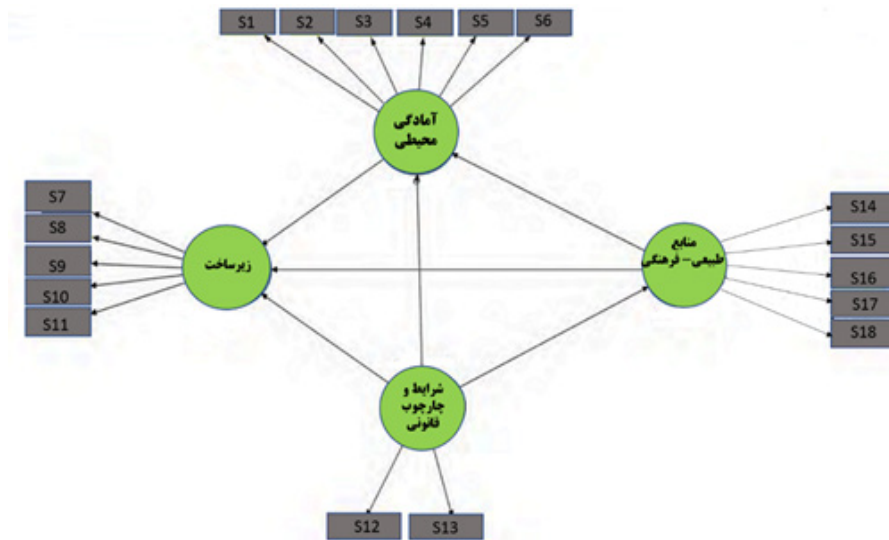 S1 S2 S3 S4 S5 S6
آمادگی
محیطی
S7
S8
S9
S10
S11
زیرساخت
منابع
طبیعی- فرهنگی
S14
S15
S16
S17
S18
شرایط و
چارچوب
قانونی
S12 S13